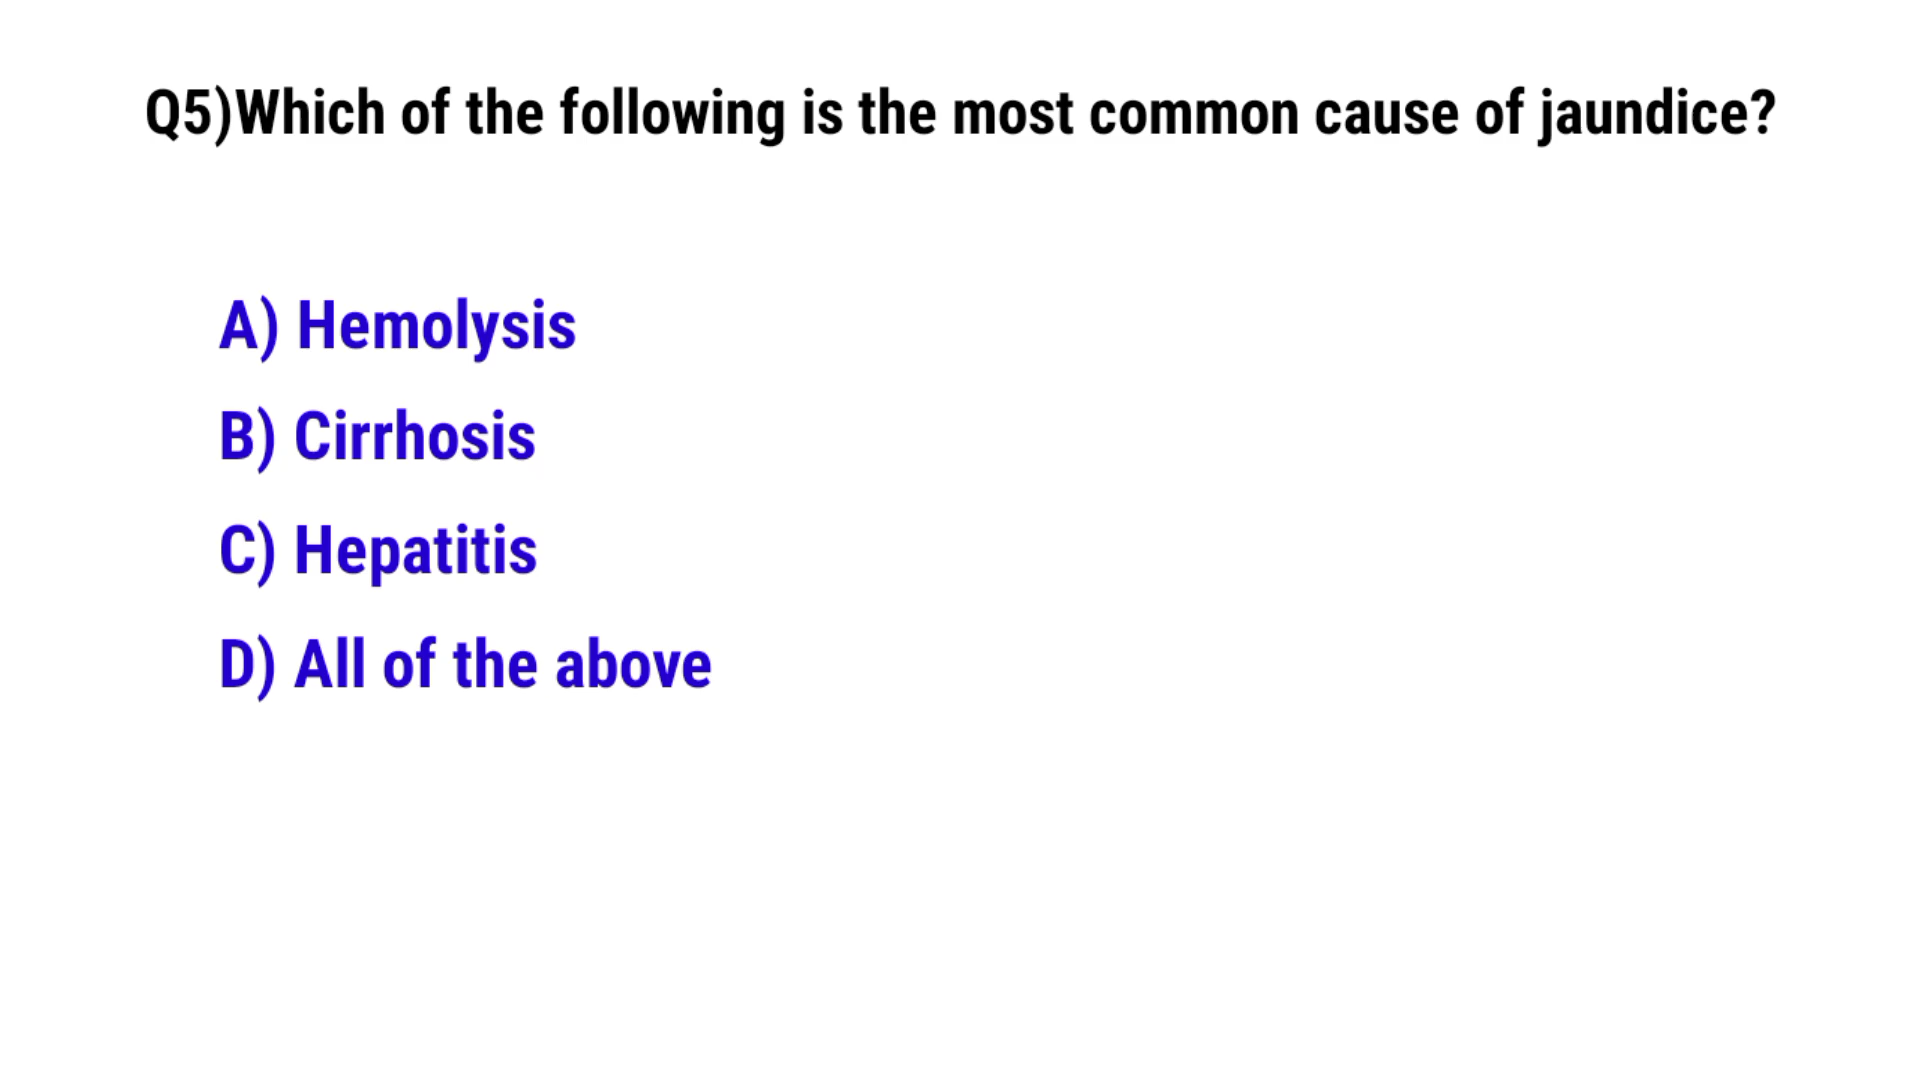 Q5)Which of the following is the most common cause of jaundice?
A) Hemolysis
B) Cirrhosis
C) Hepatitis
D) All of the above